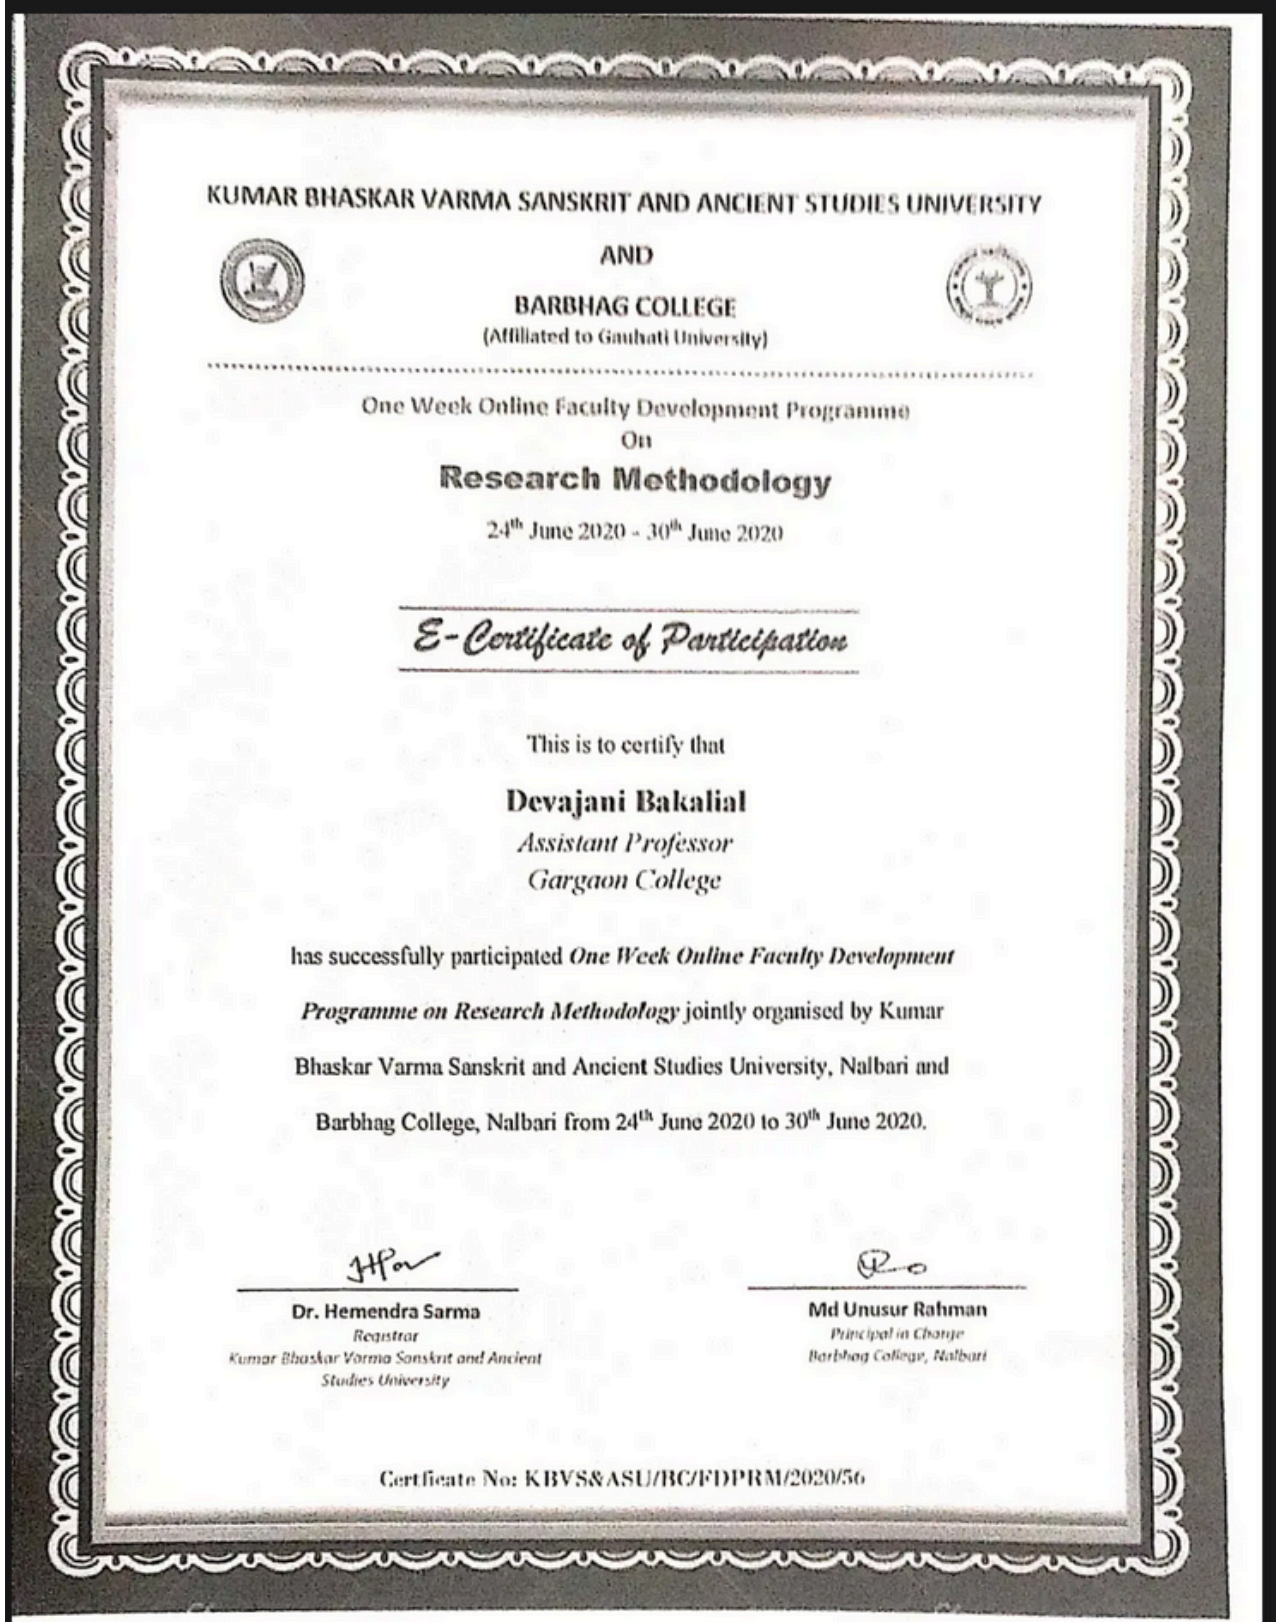 KUMAR BHASKAR VARMA SANSKRIT AND ANCIENT STUDIES UNIVERSITY
AND
BARBHAG COLLEGE
(Affiliated to Gauhati University)
One Week Online Faculty Development Programme
On
Research Methodology
24th June 2020 - 30th June 2020
E-Certificate of Participation
This is to certify that
Devajani Bakalial
Assistant Professor
Gargaon College
has successfully participated One Week Online Faculty Development
Programme on Research Methodology jointly organised by Kumar
Bhaskar Varma Sanskrit and Ancient Studies University, Nalbari and
Barbhag College, Nalbari from 24th June 2020 to 30th June 2020.
Dr. Hemendra Sarma
Registrar
Kumar Bhaskar Varma Sanskrit and Ancient
Studies University
Md Unusur Rahman
Principal in Charge
Barbhag College, Nalbari
Certficate No: KBVS&ASU/BC/FDPRM/2020/56